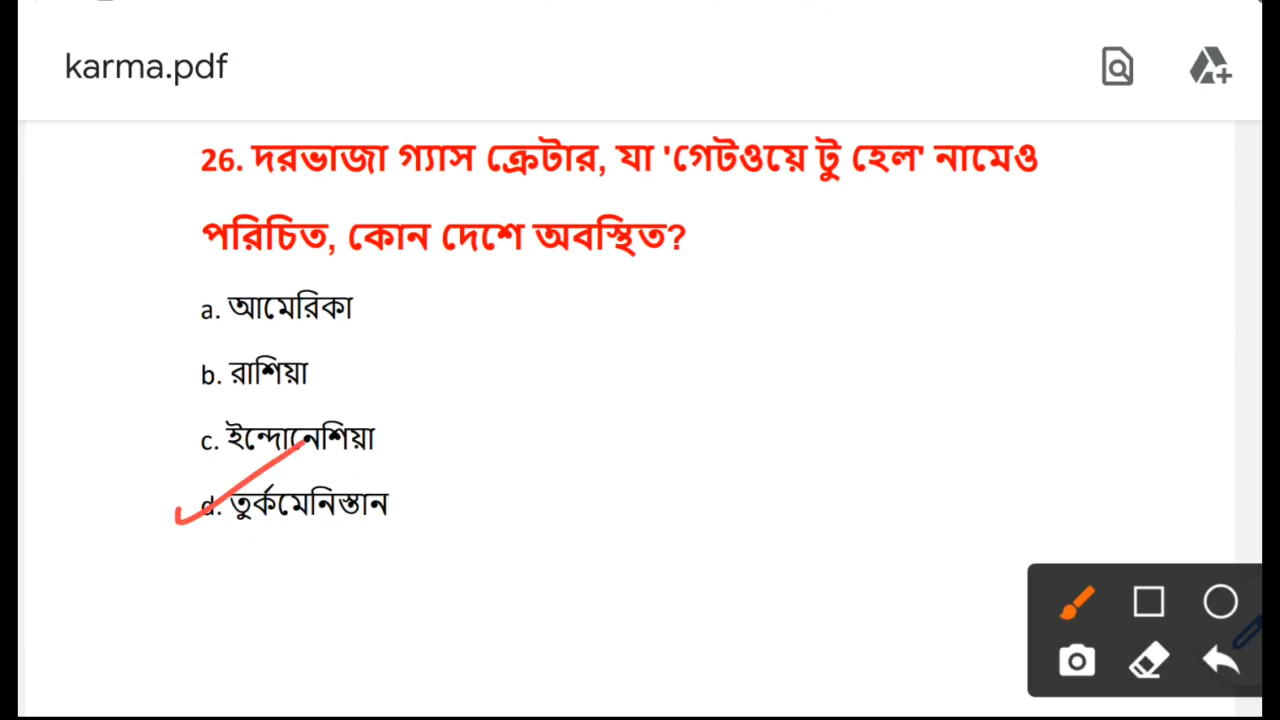 karma.pdf
26. দরভাজা গ্যাস ক্রেটার, যা 'গেটওয়ে টু হেল' নামেও
পরিচিত, কোন দেশে অবস্থিত?
a. আমেরিকা
b. রাশিয়া
c. ইন্দোনেশিয়া
d. তুর্কমেনিস্তান